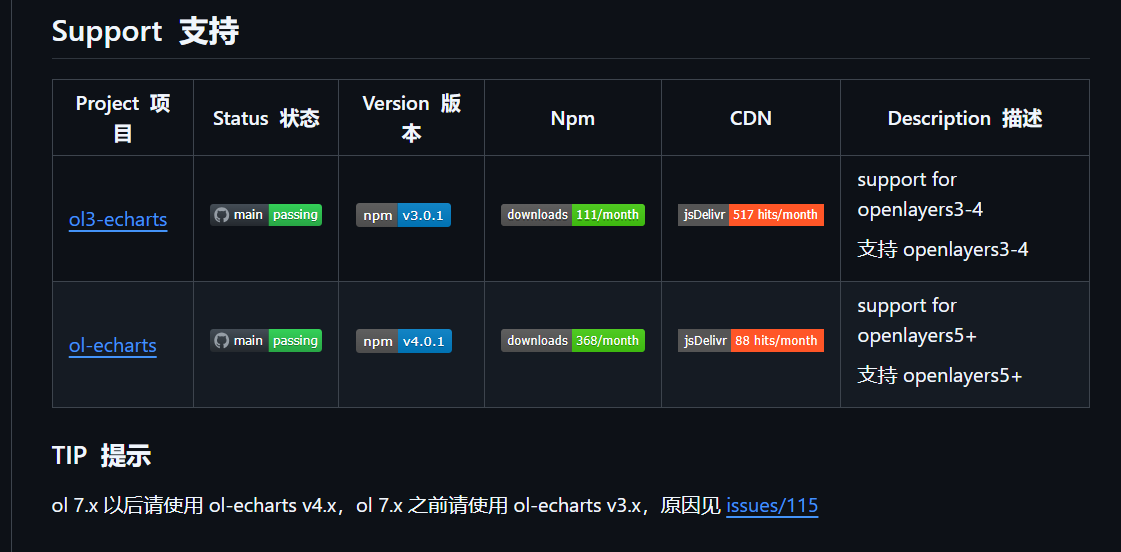 Support 支持
Project 项
目
Status 状态
Version 版
本
Npm
CDN
Description 描述
ol3-echarts
main passing
npm v3.0.1
downloads 111/month
jsDelivr 517 hits/month
support for
openlayers3-4
支持 openlayers3-4
ol-echarts
main passing
npm v4.0.1
downloads 368/month
jsDelivr 88 hits/month
support for
openlayers5+
支持 openlayers5+
TIP 提示
ol 7.x 以后请使用 ol-echarts v4.x，ol 7.x 之前请使用 ol-echarts v3.x，原因见 issues/115